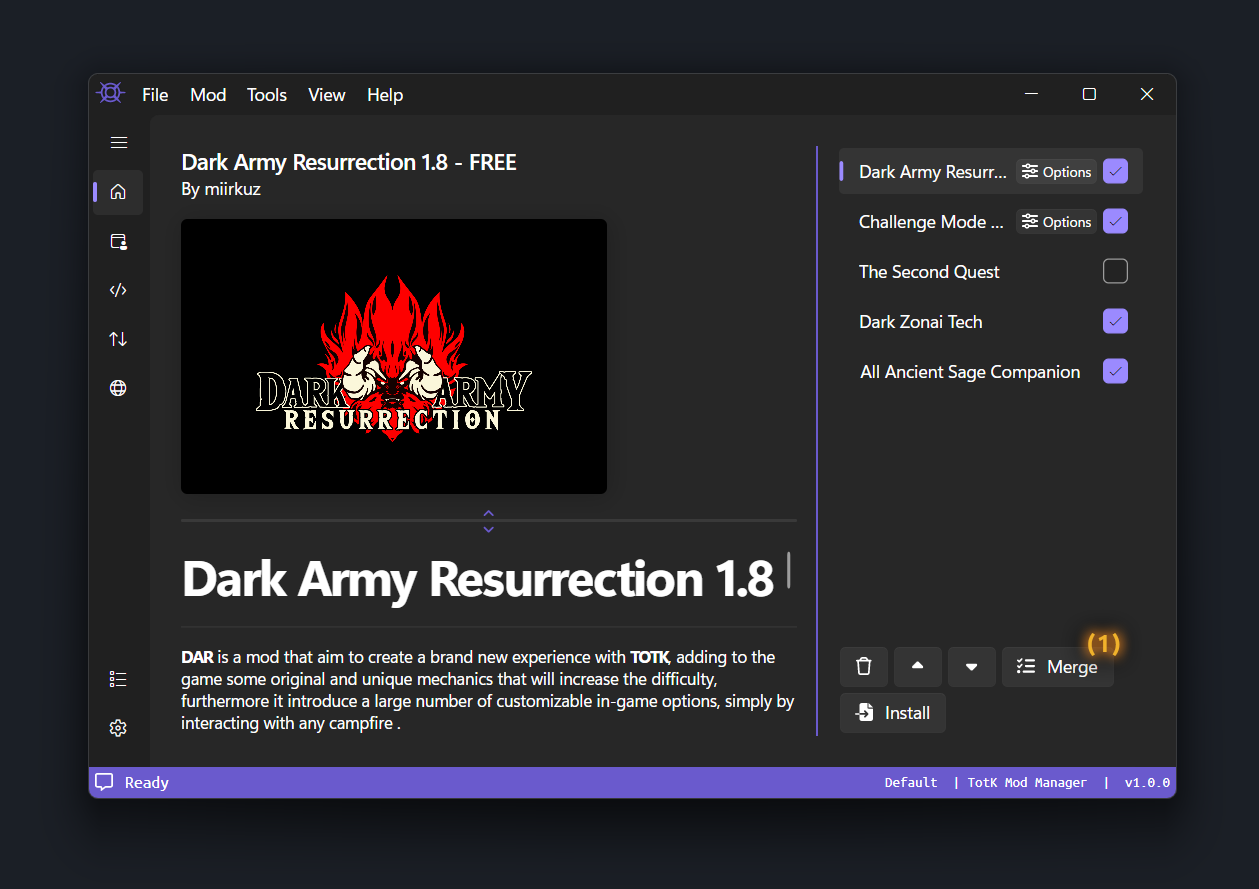 File Mod Tools View Help
Dark Army Resurrection 1.8 - FREE
By miirkuz
DARK ARMY
RESURRECTION
Dark Army Resurrection 1.8
DAR is a mod that aim to create a brand new experience with TOTK, adding to the
game some original and unique mechanics that will increase the difficulty,
furthermore it introduce a large number of customizable in-game options, simply by
interacting with any campfire .
Dark Army Resurr... Options
Challenge Mode ... Options
The Second Quest
Dark Zonai Tech
All Ancient Sage Companion
(1)
Merge
Install
Ready
Default | TotK Mod Manager | v1.0.0